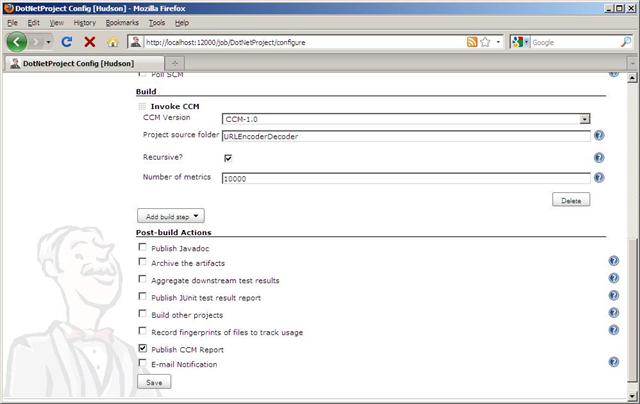 DotNetProject Config [Hudson] - Mozilla Firefox
File Edit View History Bookmarks Tools Help
http://localhost:12000/job/DotNetProject/configure
Google
DotNetProject Config [Hudson]
Poll SCM
Build
Invoke CCM
CCM Version CCM-1.0
Project source folder URLEncoderDecoder
Recursive?
Number of metrics 10000
Delete
Add build step
Post-build Actions
Publish Javadoc
Archive the artifacts
Aggregate downstream test results
Publish JUnit test result report
Build other projects
Record fingerprints of files to track usage
Publish CCM Report
E-mail Notification
Save